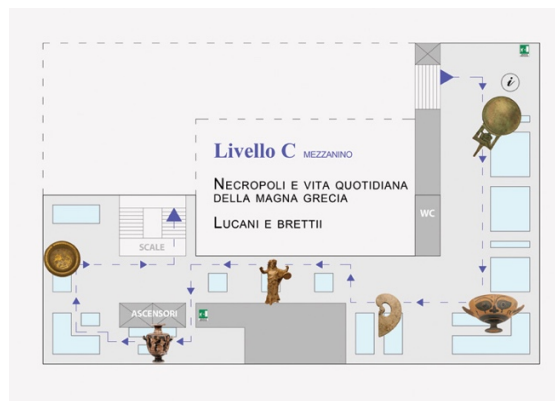 Livello C MEZZANINO
NECROPOLI E VITA QUOTIDIANA
DELLA MAGNA GRECIA
LUCANI E BRETTII
WC
SCALE
ASCENSORI
i